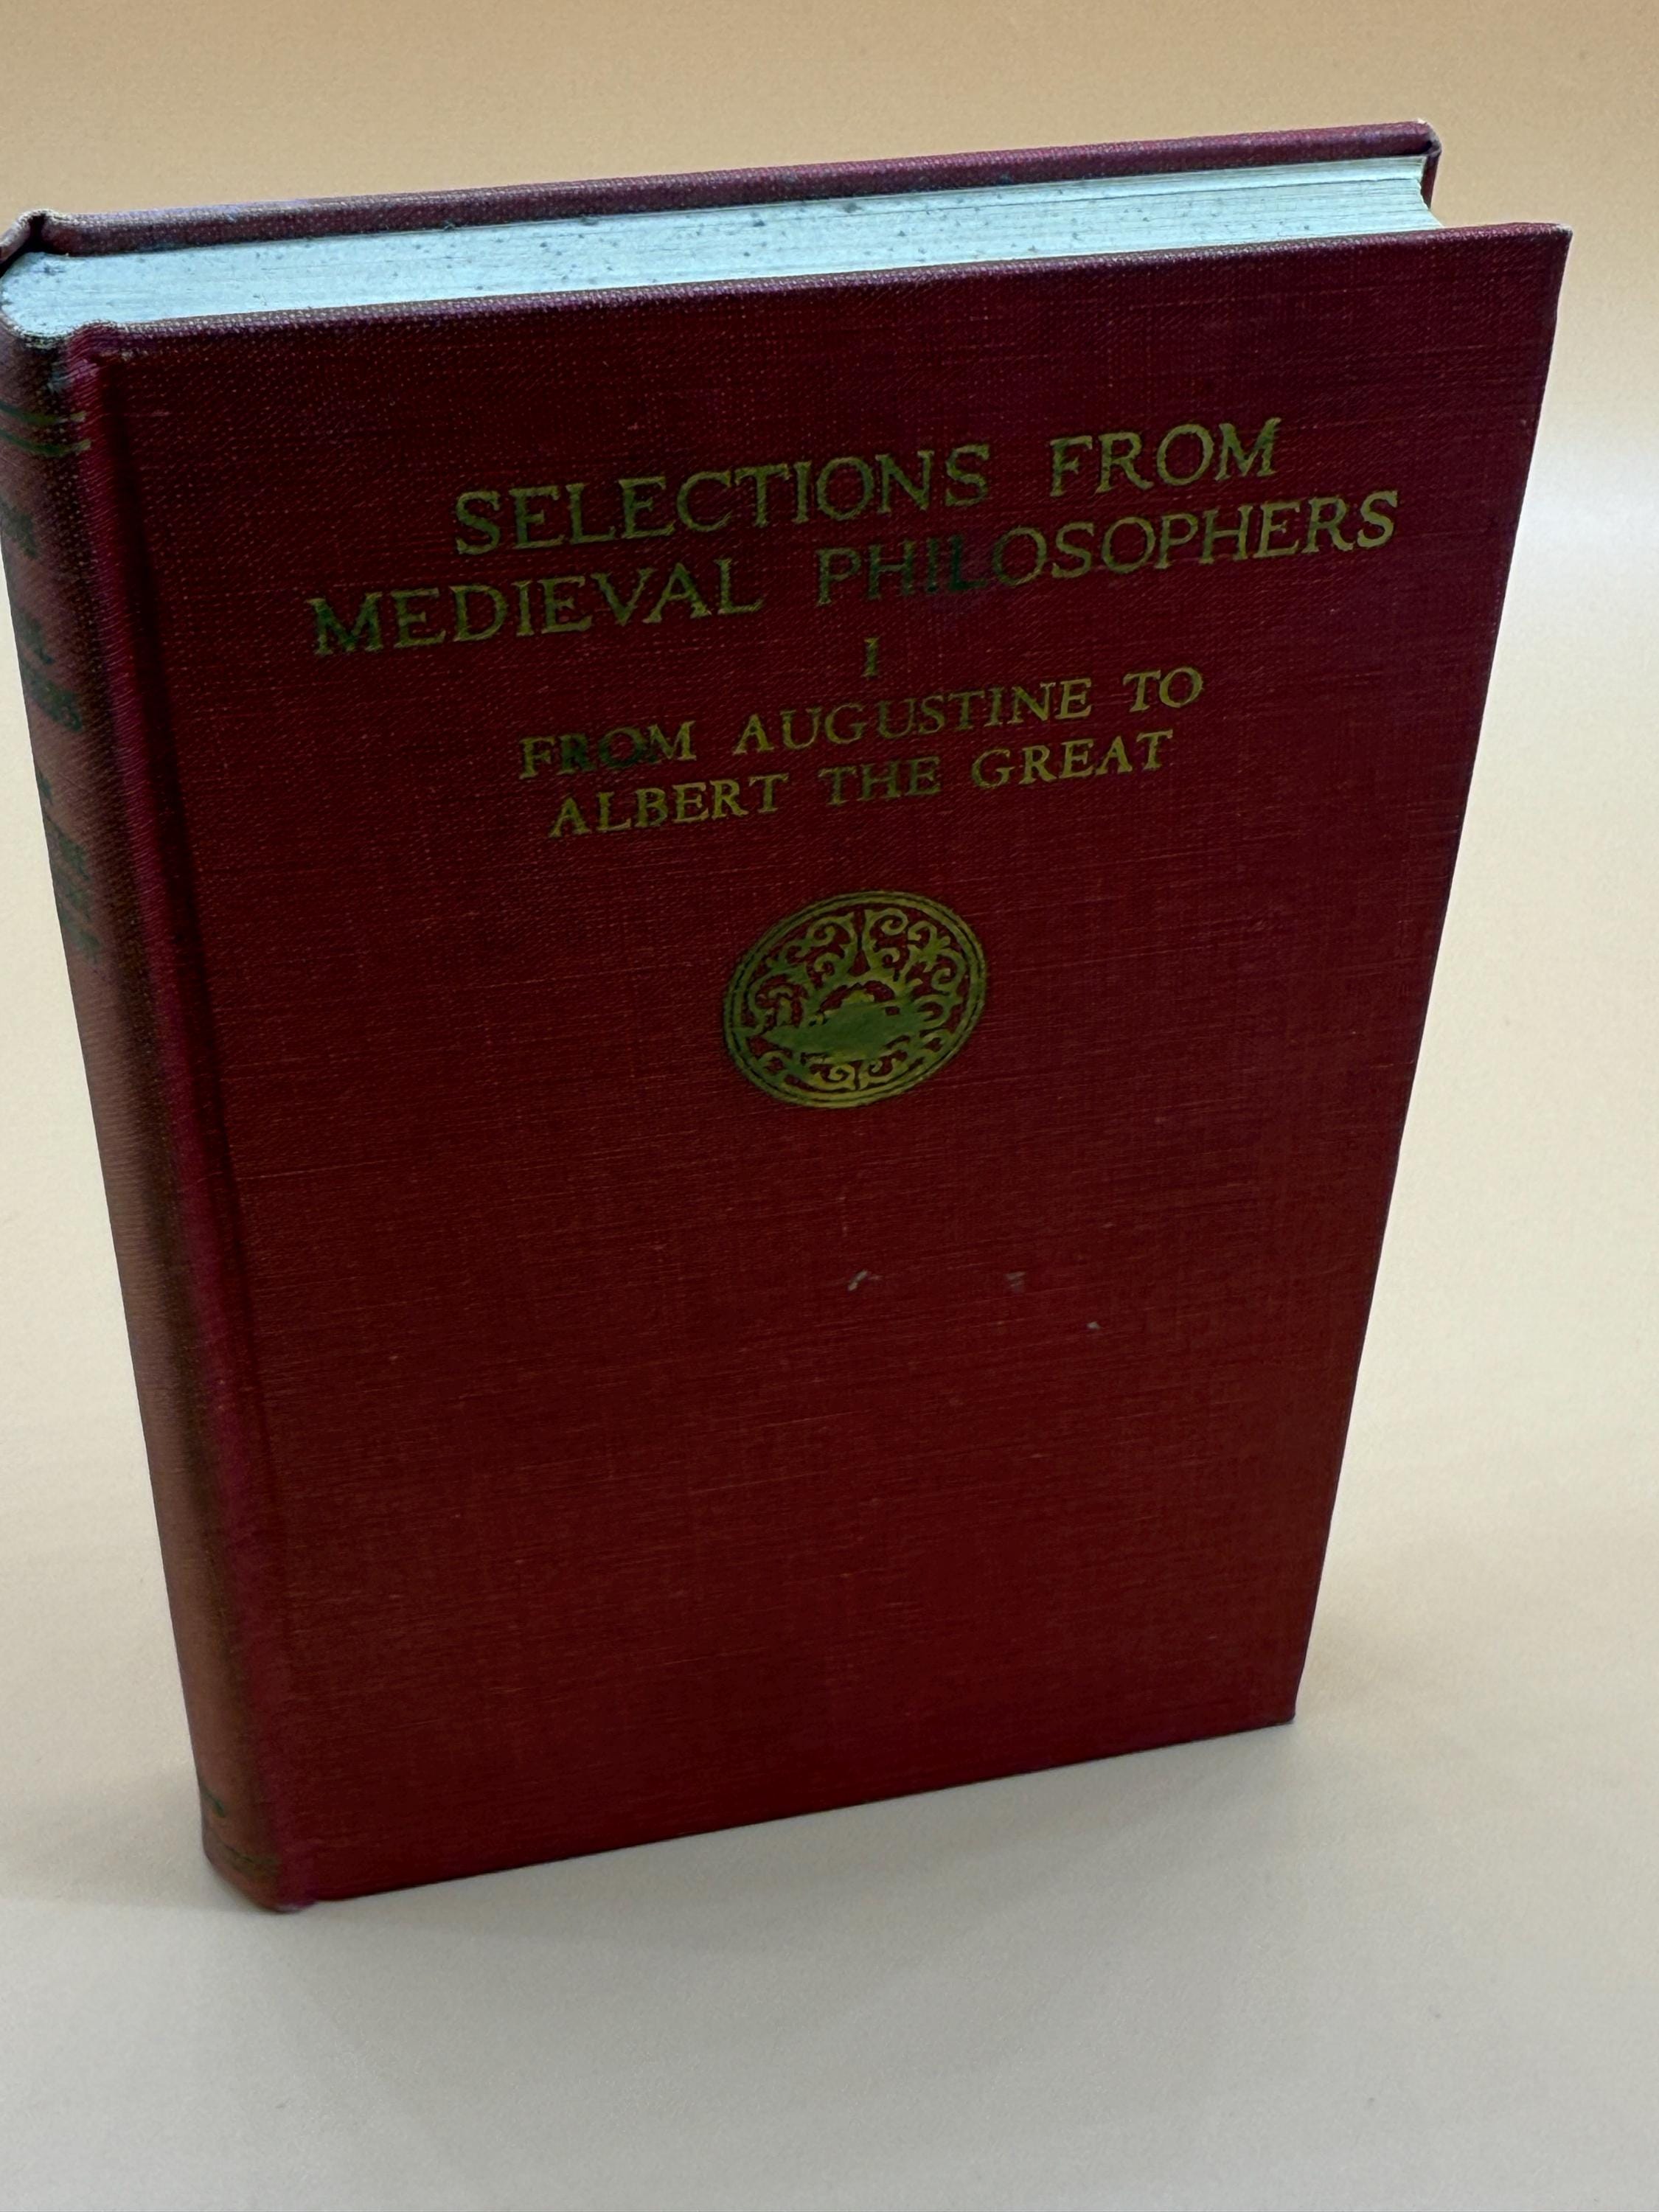 SELECTIONS FROM
MEDIEVAL PHILOSOPHERS
I
FROM AUGUSTINE TO
ALBERT THE GREAT